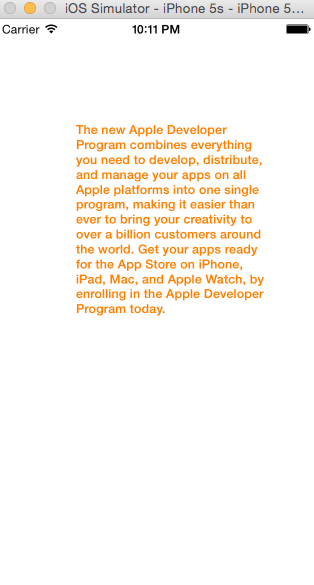 iOS Simulator - iPhone 5s - iPhone 5...
Carrier 10:11 PM
The new Apple Developer
Program combines everything
you need to develop, distribute,
and manage your apps on all
Apple platforms into one single
program, making it easier than
ever to bring your creativity to
over a billion customers around
the world. Get your apps ready
for the App Store on iPhone,
iPad, Mac, and Apple Watch, by
enrolling in the Apple Developer
Program today.